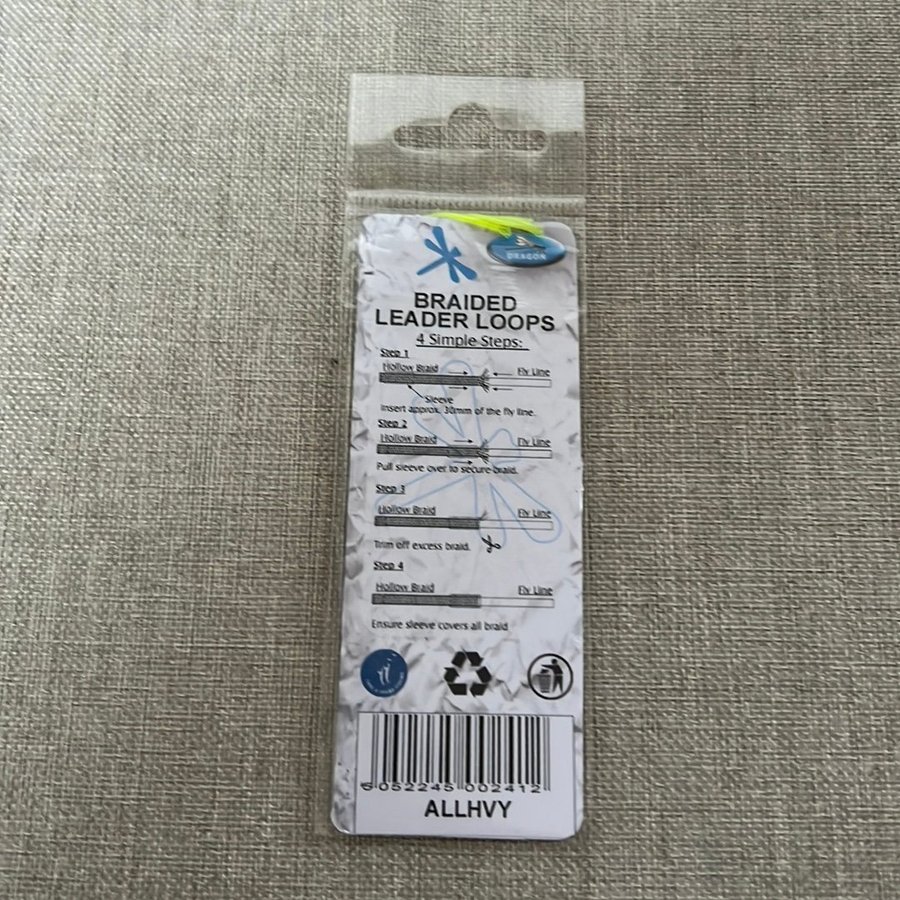 DRAGON
BRAIDED
LEADER LOOPS
4 Simple Steps:
Step 1
Hollow Braid Fly Line
Sleeve
Insert approx. 30mm of the fly line.
Step 2
Hollow Braid Fly Line
Pull sleeve over to secure braid.
Step 3
Hollow Braid Fly Line
Trim off excess braid.
Step 4
Hollow Braid Fly Line
Ensure sleeve covers all braid
5 052245 002412
ALLHVY